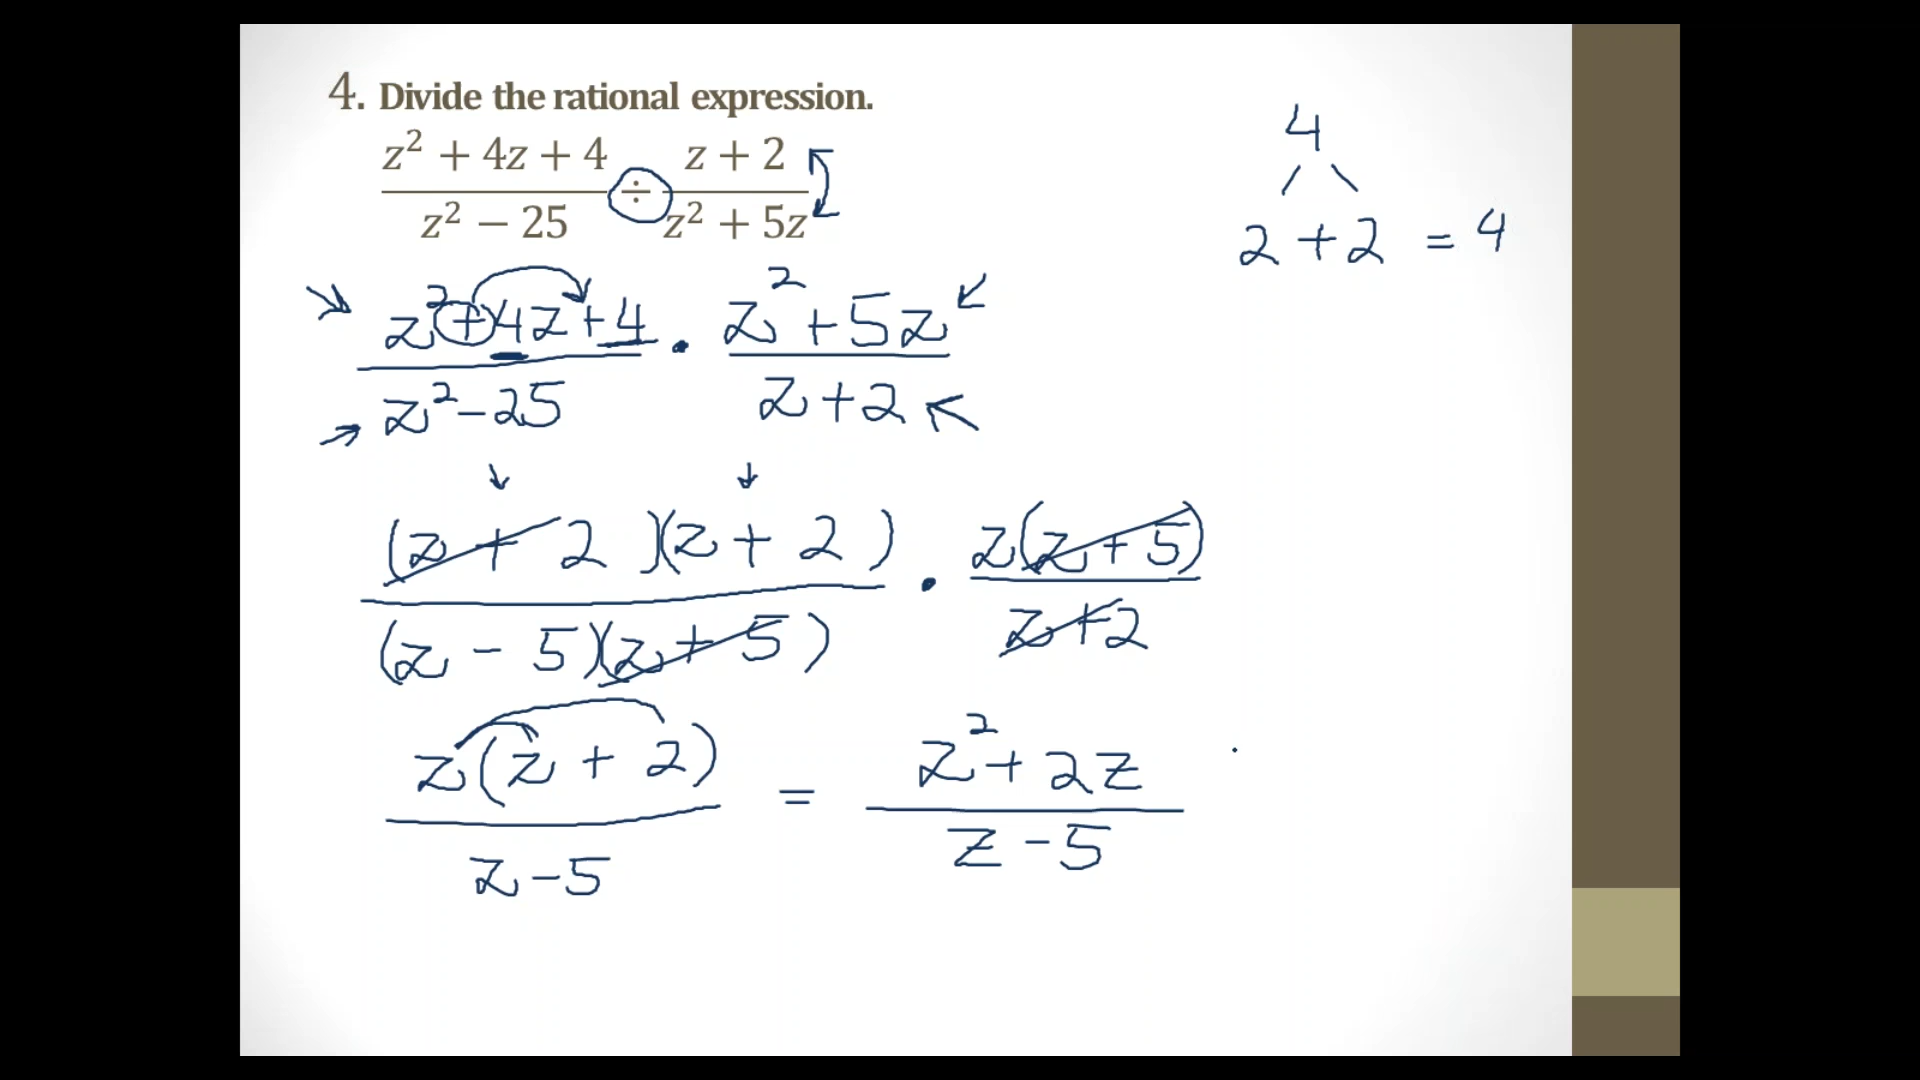 4. Divide the rational expression.
z² + 4z + 4 / z² − 25 ÷ z + 2 / z² + 5z
4
2 + 2 = 4
z² + 4z + 4 / z² − 25 · z² + 5z / z + 2
(z + 2)(z + 2) / (z − 5)(z + 5) · z(z + 5) / z + 2
z(z + 2) / z − 5 = z² + 2z / z − 5